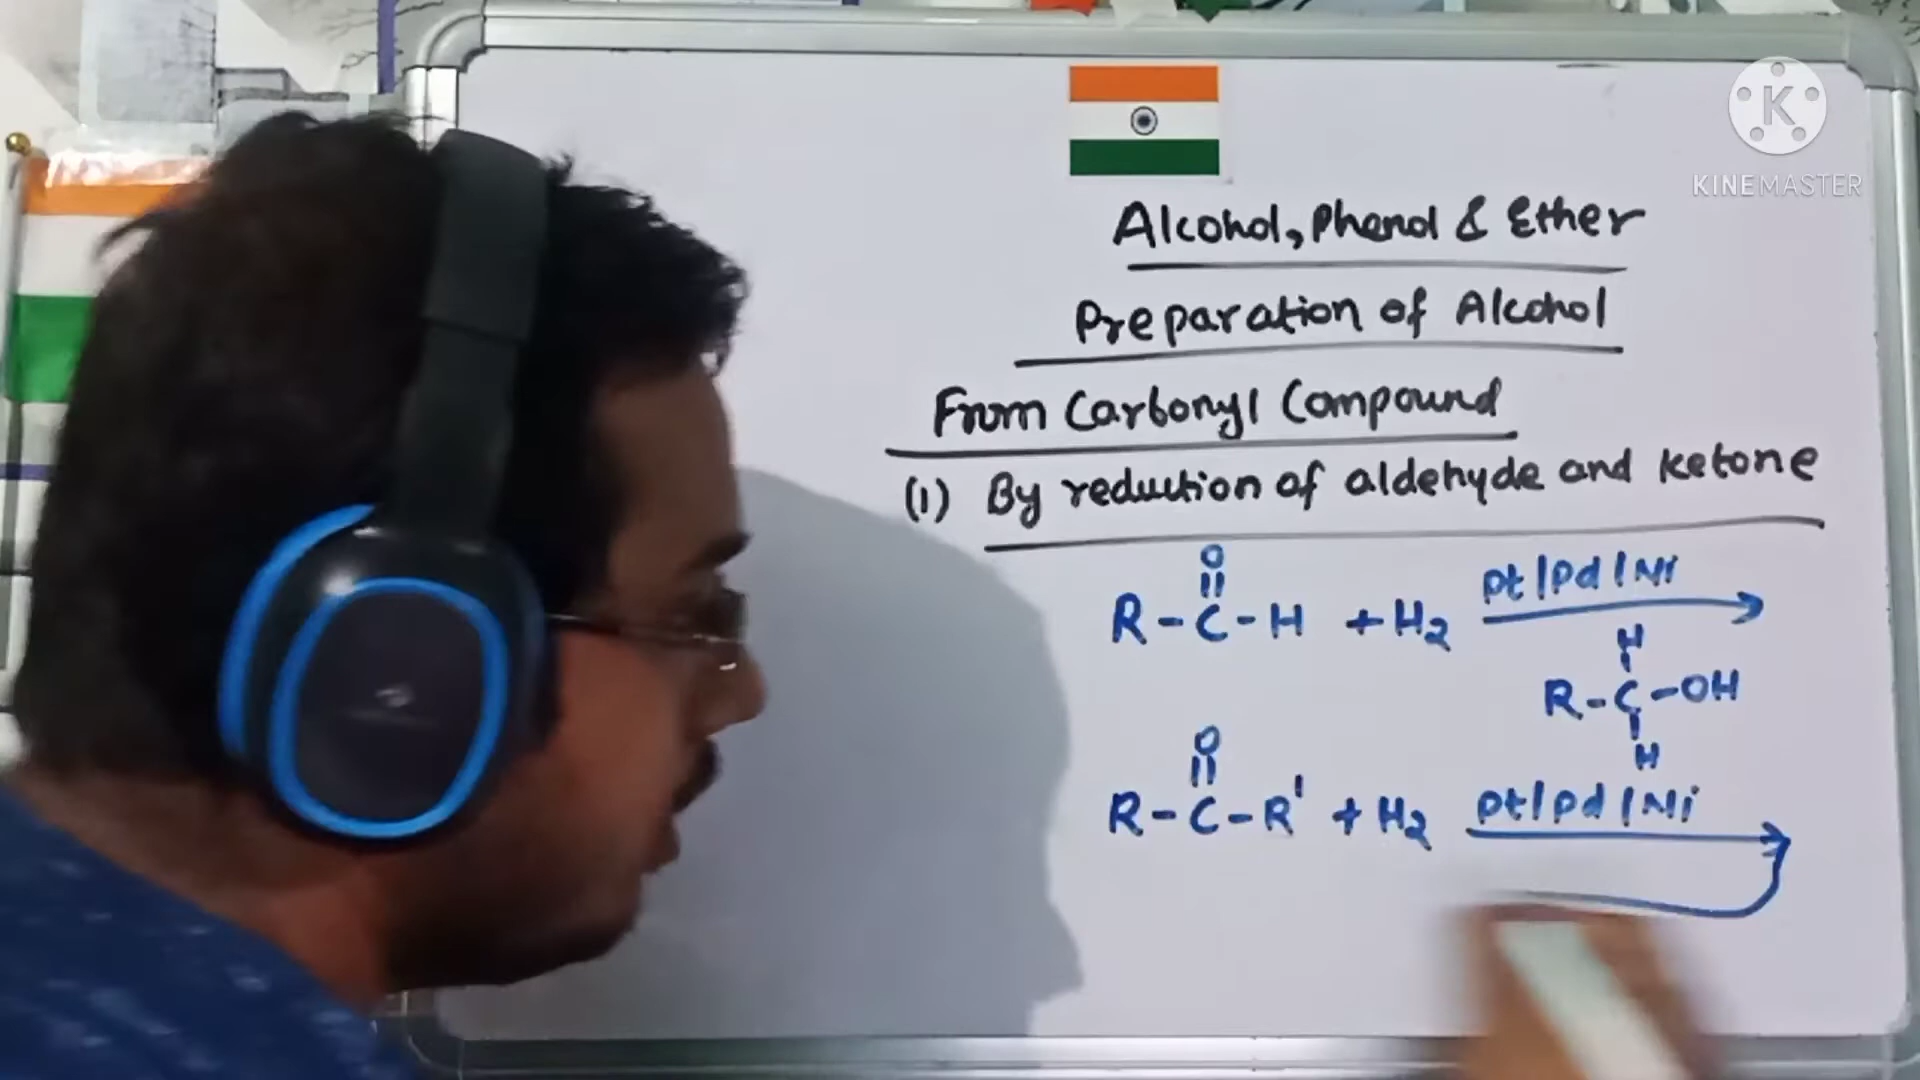 KINEMASTER
Alcohol, Phenol & Ether
Preparation of Alcohol
From Carbonyl Compound
(1) By reduction of aldehyde and ketone
O
||
R-C-H + H₂ Pt/Pd/Ni
H
R-C-OH
H
O
||
R-C-R' + H₂ Pt/Pd/Ni